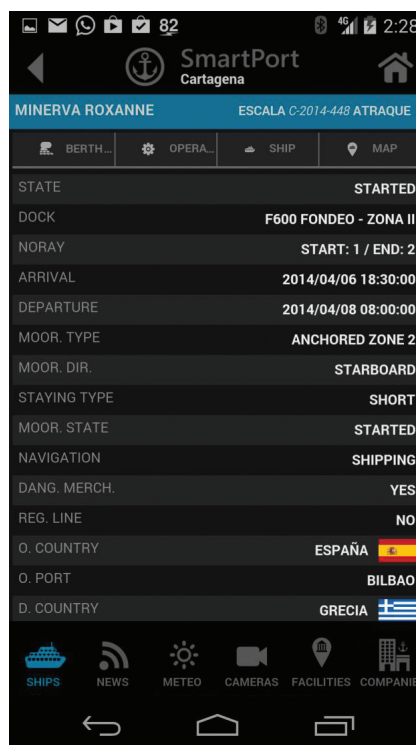 82 4G 2:28
SmartPort
Cartagena
MINERVA ROXANNE ESCALA C-2014-448 ATRAQUE
BERTH... OPERA... SHIP MAP
STATE STARTED
DOCK F600 FONDEO - ZONA II
NORAY START: 1 / END: 2
ARRIVAL 2014/04/06 18:30:00
DEPARTURE 2014/04/08 08:00:00
MOOR. TYPE ANCHORED ZONE 2
MOOR. DIR. STARBOARD
STAYING TYPE SHORT
MOOR. STATE STARTED
NAVIGATION SHIPPING
DANG. MERCH. YES
REG. LINE NO
O. COUNTRY ESPAÑA
O. PORT BILBAO
D. COUNTRY GRECIA
SHIPS NEWS METEO CAMERAS FACILITIES COMPANIE